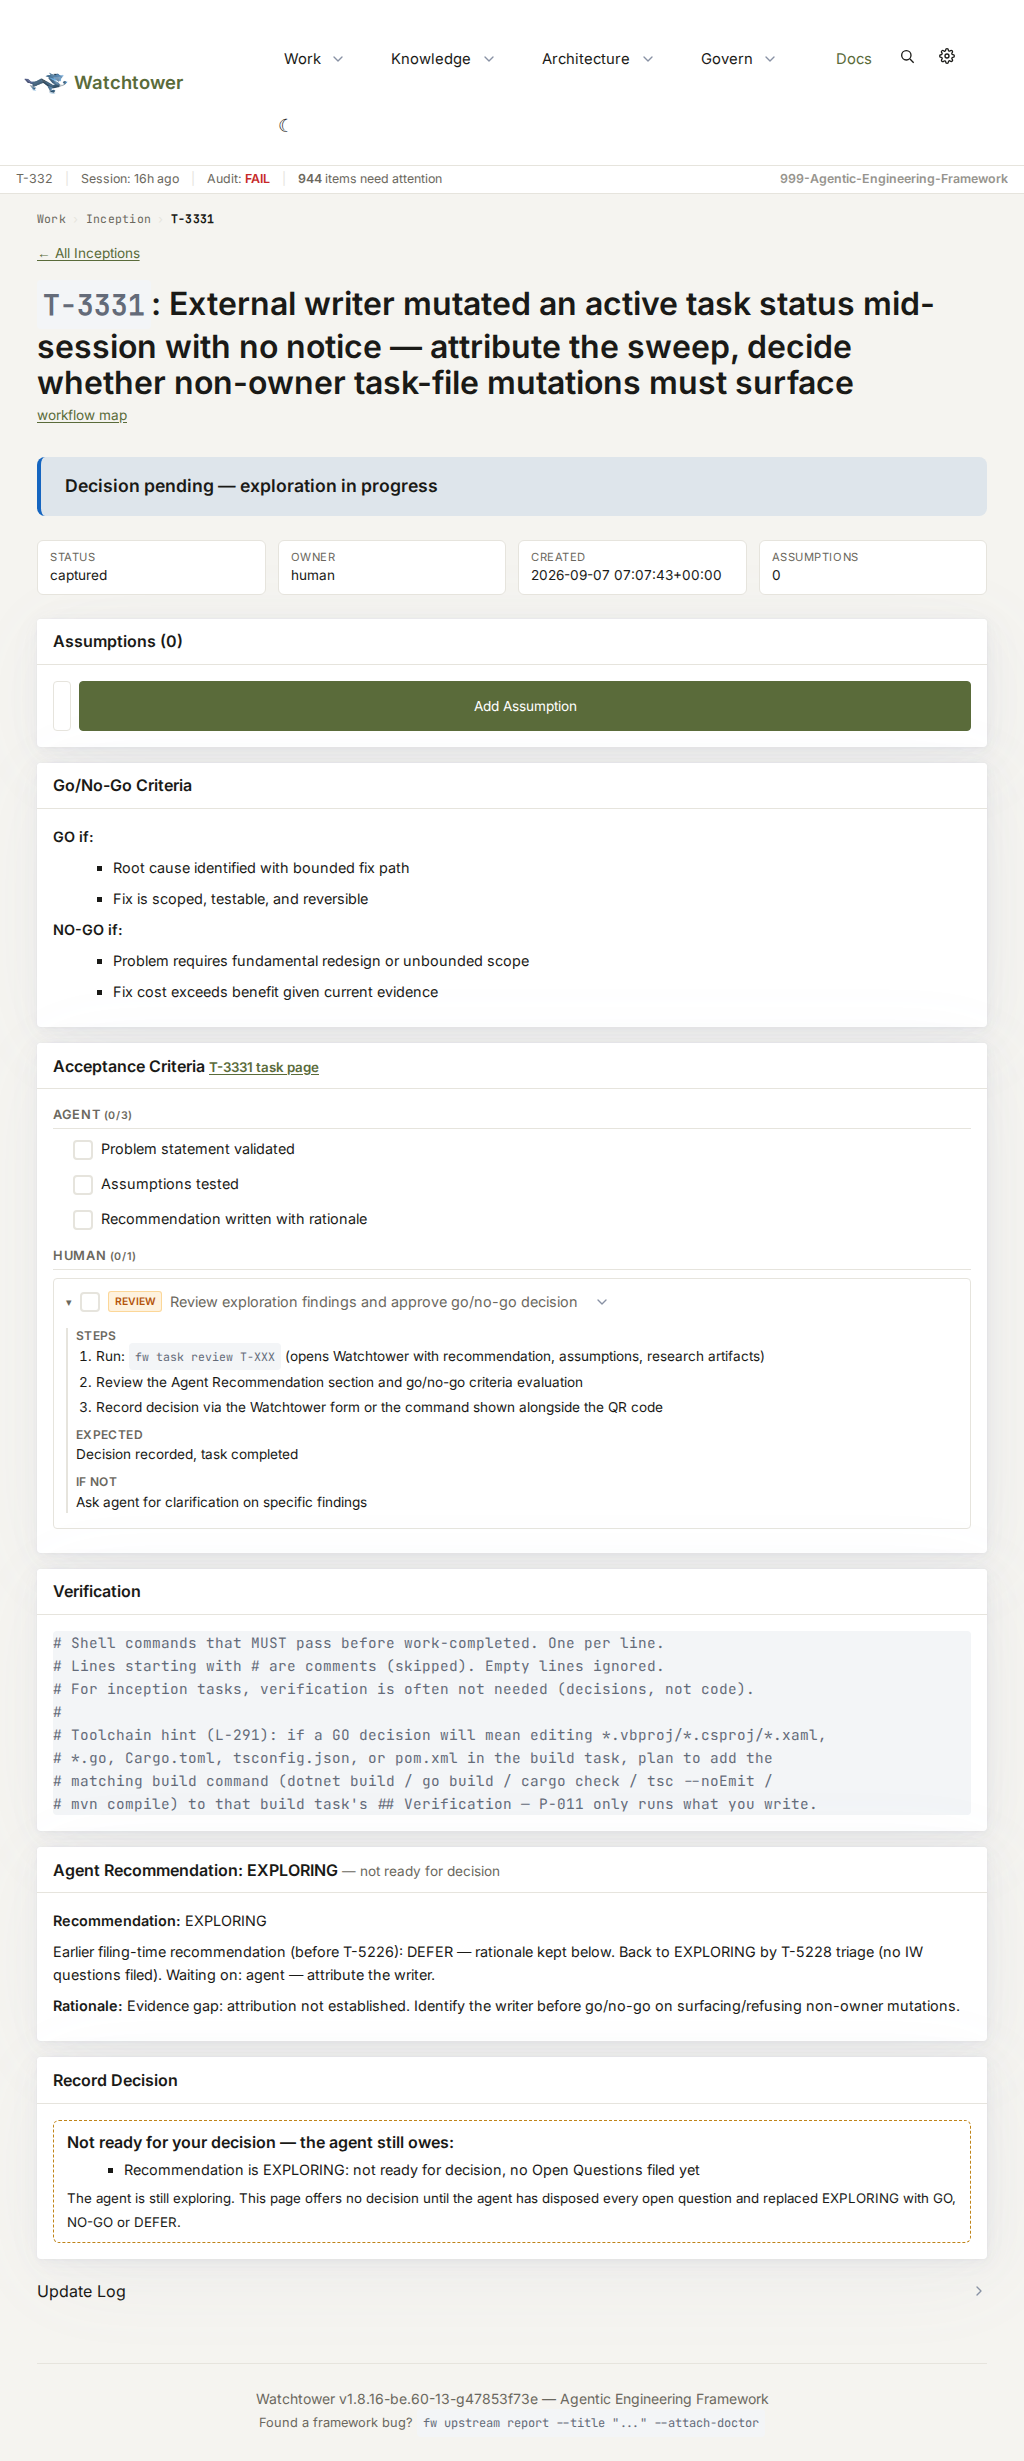 Watchtower
Work
Knowledge
Architecture
Govern
Docs
T-332
Session: 16h ago
Audit: FAIL
944 items need attention
999-Agentic-Engineering-Framework
Work › Inception › T-3331
← All Inceptions
T-3331 : External writer mutated an active task status mid-
session with no notice — attribute the sweep, decide
whether non-owner task-file mutations must surface
workflow map
Decision pending — exploration in progress
STATUS
captured
OWNER
human
CREATED
2026-09-07 07:07:43+00:00
ASSUMPTIONS
0
Assumptions (0)
Add Assumption
Go/No-Go Criteria
GO if:
Root cause identified with bounded fix path
Fix is scoped, testable, and reversible
NO-GO if:
Problem requires fundamental redesign or unbounded scope
Fix cost exceeds benefit given current evidence
Acceptance Criteria T-3331 task page
AGENT (0/3)
Problem statement validated
Assumptions tested
Recommendation written with rationale
HUMAN (0/1)
REVIEW Review exploration findings and approve go/no-go decision
STEPS
1. Run: fw task review T-XXX (opens Watchtower with recommendation, assumptions, research artifacts)
2. Review the Agent Recommendation section and go/no-go criteria evaluation
3. Record decision via the Watchtower form or the command shown alongside the QR code
EXPECTED
Decision recorded, task completed
IF NOT
Ask agent for clarification on specific findings
Verification
# Shell commands that MUST pass before work-completed. One per line.
# Lines starting with # are comments (skipped). Empty lines ignored.
# For inception tasks, verification is often not needed (decisions, not code).
#
# Toolchain hint (L-291): if a GO decision will mean editing *.vbproj/*.csproj/*.xaml,
# *.go, Cargo.toml, tsconfig.json, or pom.xml in the build task, plan to add the
# matching build command (dotnet build / go build / cargo check / tsc --noEmit /
# mvn compile) to that build task's ## Verification — P-011 only runs what you write.
Agent Recommendation: EXPLORING — not ready for decision
Recommendation: EXPLORING
Earlier filing-time recommendation (before T-5226): DEFER — rationale kept below. Back to EXPLORING by T-5228 triage (no IW
questions filed). Waiting on: agent — attribute the writer.
Rationale: Evidence gap: attribution not established. Identify the writer before go/no-go on surfacing/refusing non-owner mutations.
Record Decision
Not ready for your decision — the agent still owes:
Recommendation is EXPLORING: not ready for decision, no Open Questions filed yet
The agent is still exploring. This page offers no decision until the agent has disposed every open question and replaced EXPLORING with GO,
NO-GO or DEFER.
Update Log
Watchtower v1.8.16-be.60-13-g47853f73e — Agentic Engineering Framework
Found a framework bug? fw upstream report --title "..." --attach-doctor